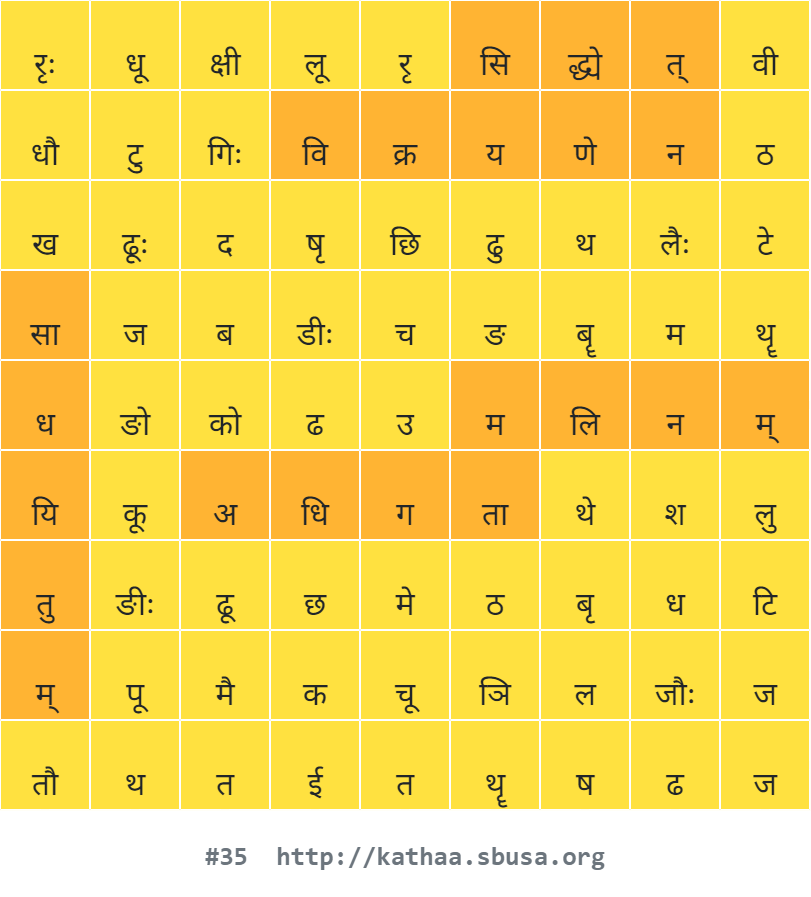 रृः धू क्षी लू रृ सि द्ध्ये त् वी
धौ टु गिः वि क्र य णे न ठ
ख ढूः द षृ छि ढु थ लैः टे
सा ज ब डीः च ङ बॄ म थॄ
ध ङो को ढ उ म लि न म्
यि कू अ धि ग ता थे श लु
तु ङीः ढू छ मे ठ बृ ध टि
म् पू मै क चू ञि ल जौः ज
तौ थ त ई त थॄ ष ढ ज
#35 http://kathaa.sbusa.org